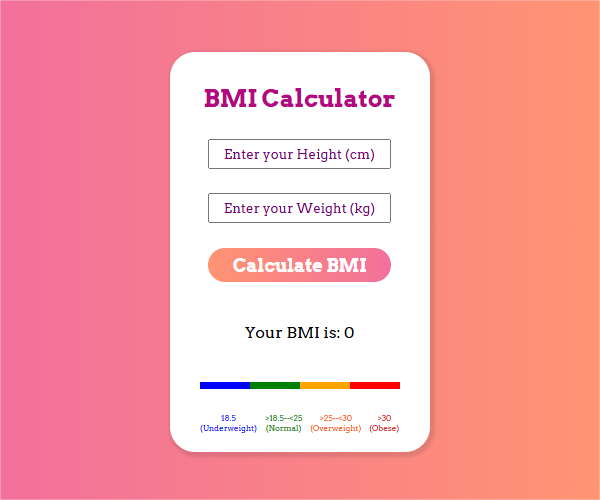 BMI Calculator
Enter your Height (cm)
Enter your Weight (kg)
Calculate BMI
Your BMI is: 0
18.5 >18.5--<25 >25--<30 >30
(Underweight) (Normal) (Overweight) (Obese)